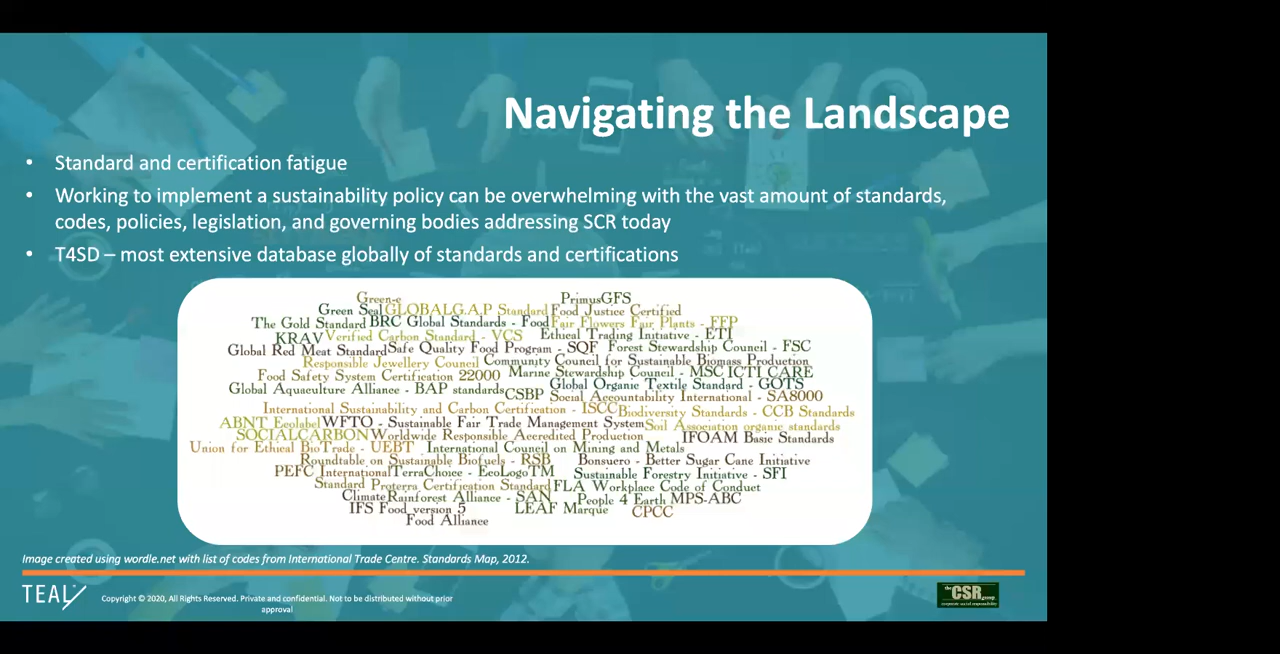 Navigating the Landscape
• Standard and certification fatigue
• Working to implement a sustainability policy can be overwhelming with the vast amount of standards,
codes, policies, legislation, and governing bodies addressing SCR today
• T4SD – most extensive database globally of standards and certifications
Green-e PrimusGFS
Green Seal GLOBALG.A.P Standard Food Justice Certified
The Gold Standard BRC Global Standards - Food Fair Flowers Fair Plants - FFP
KRAV Verified Carbon Standard - VCS Ethical Trading Initiative - ETI
Global Red Meat Standard Safe Quality Food Program - SQF Forest Stewardship Council - FSC
Responsible Jewellery Council Community Council for Sustainable Biomass Production
Food Safety System Certification 22000 Marine Stewardship Council - MSC ICTI CARE
Global Aquaculture Alliance - BAP standards CSBP Global Organic Textile Standard - GOTS
Social Accountability International - SA8000
International Sustainability and Carbon Certification - ISCC Biodiversity Standards - CCB Standards
ABNT Ecolabel WFTO - Sustainable Fair Trade Management System Soil Association organic standards
SOCIALCARBON Worldwide Responsible Accredited Production IFOAM Basic Standards
Union for Ethical BioTrade - UEBT International Council on Mining and Metals
Roundtable on Sustainable Biofuels - RSB Bonsuero - Better Sugar Cane Initiative
PEFC International TerraChoice - EcoLogoTM Sustainable Forestry Initiative - SFI
Standard Proterra Certification Standard FLA Workplace Code of Conduct
Climate Rainforest Alliance - SAN People 4 Earth MPS-ABC
IFS Food version 5 LEAF Marque CPCC
Food Alliance
Image created using wordle.net with list of codes from International Trade Centre. Standards Map, 2012.
TEAL
Copyright © 2020, All Rights Reserved. Private and confidential. Not to be distributed without prior
approval
the CSR group
corporate social responsibility